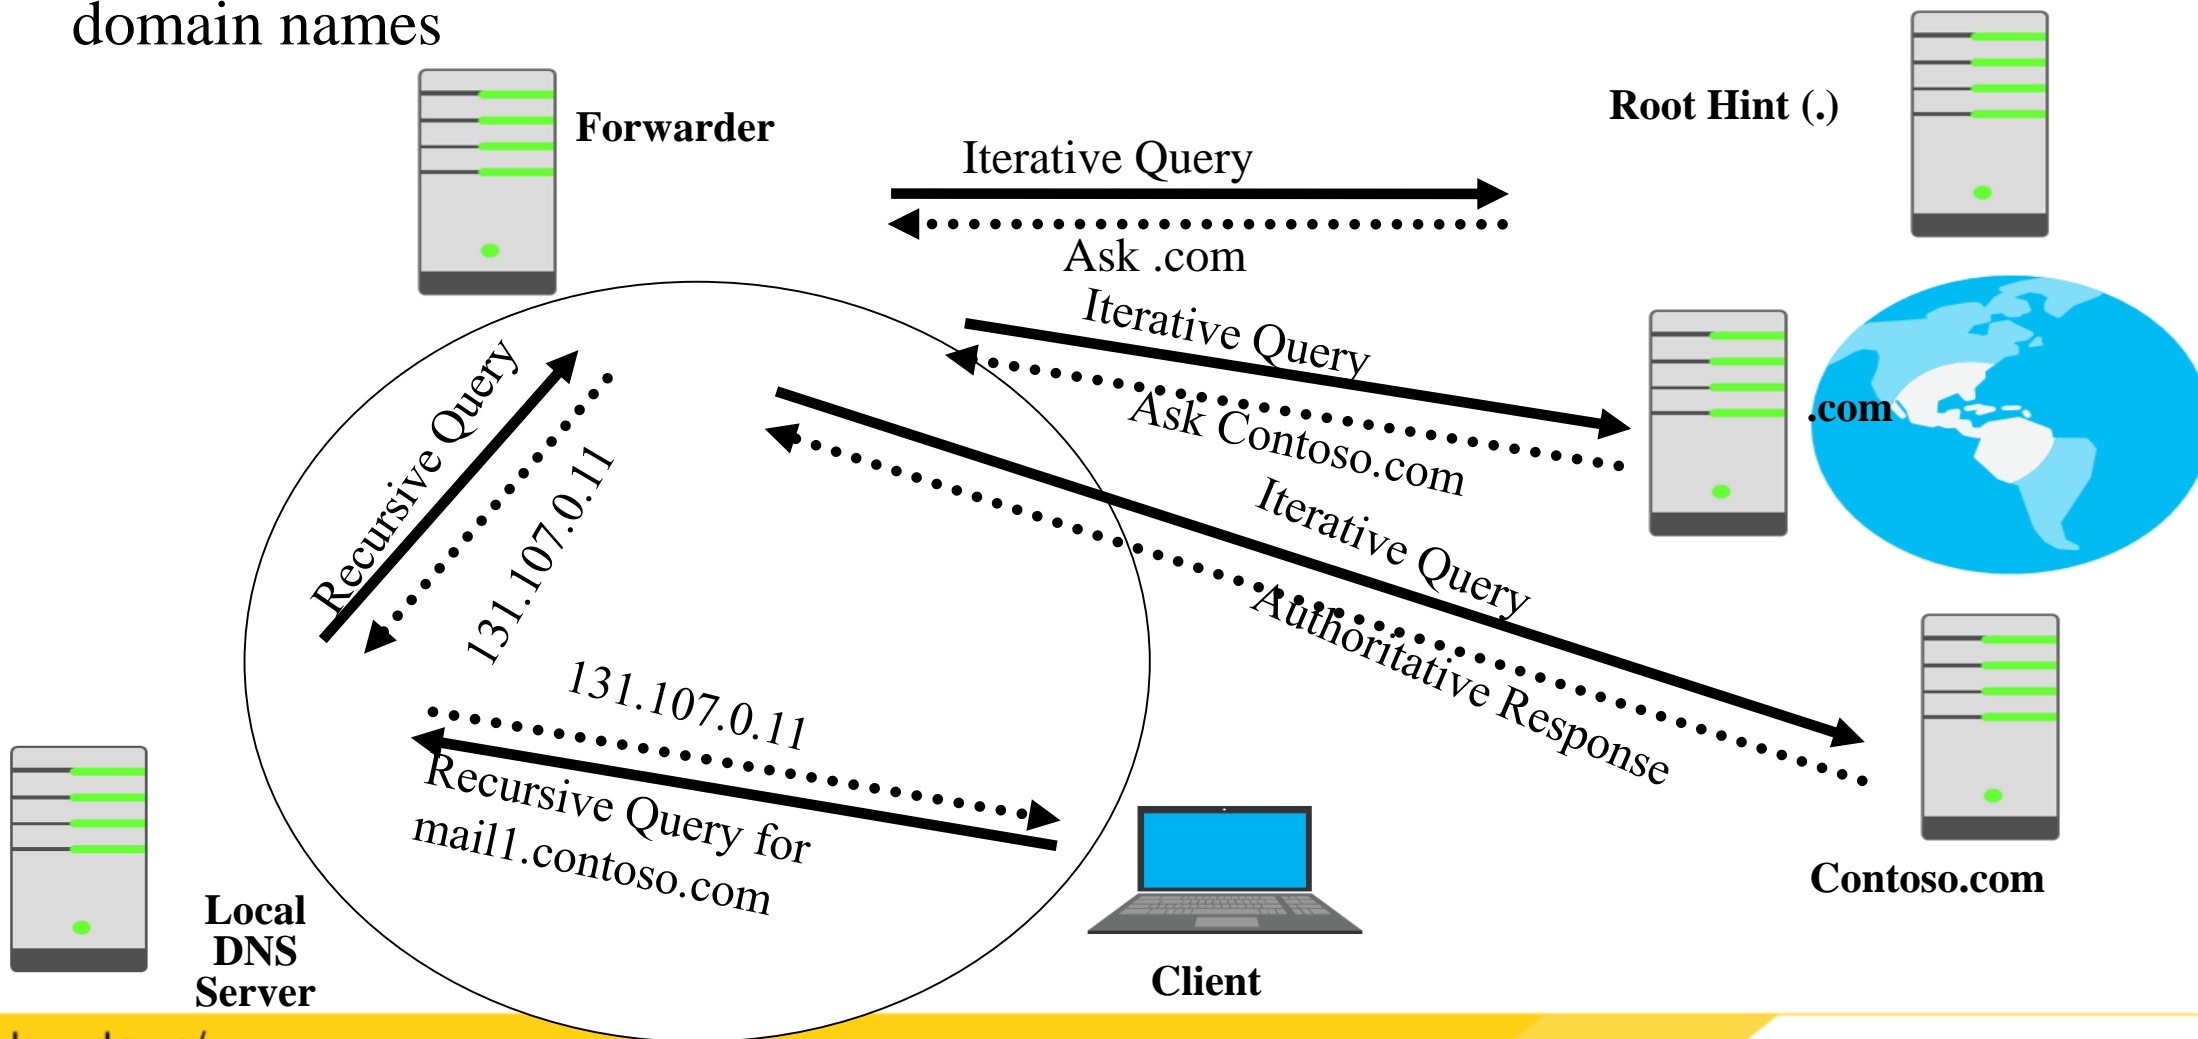 domain names
Forwarder
Root Hint (.)
Iterative Query
Ask .com
Iterative Query
Ask Contoso.com
.com
Recursive Query
131.107.0.11
Iterative Query
Authoritative Response
131.107.0.11
Recursive Query for
mail1.contoso.com
Contoso.com
Local
DNS
Server
Client